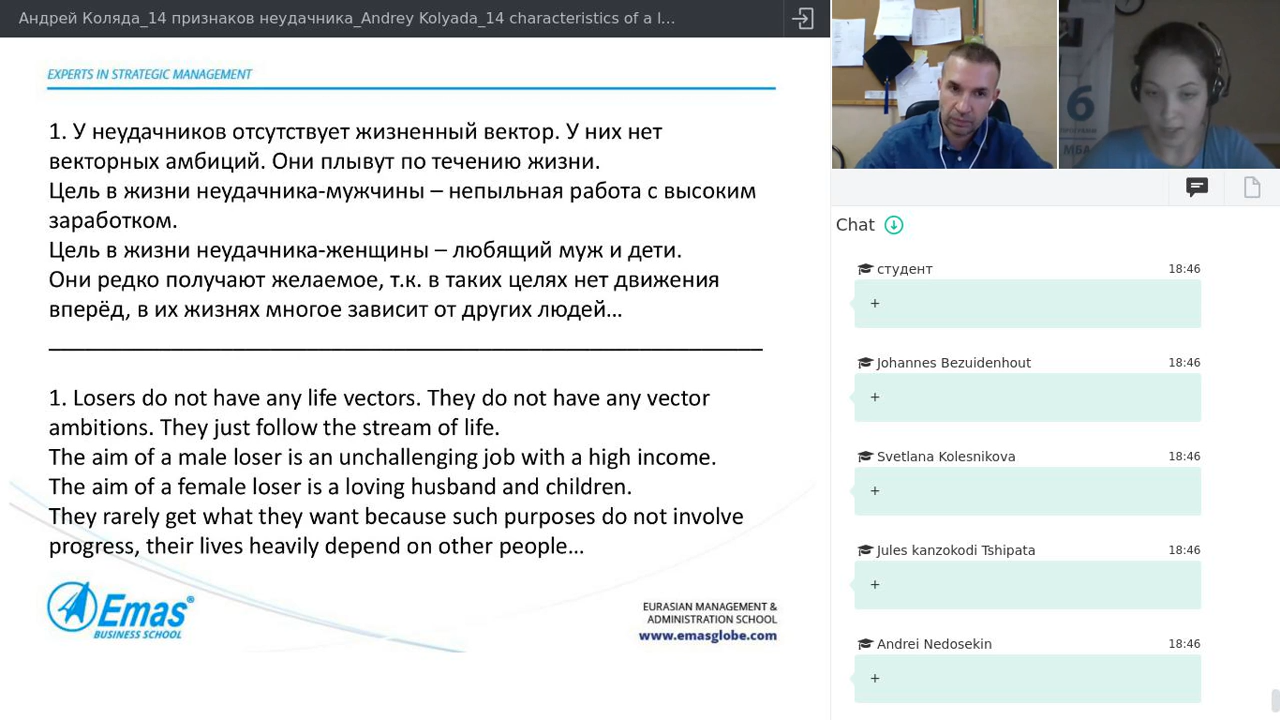 Андрей Коляда_14 признаков неудачника_Andrey Kolyada_14 characteristics of a l...
EXPERTS IN STRATEGIC MANAGEMENT
1. У неудачников отсутствует жизненный вектор. У них нет
векторных амбиций. Они плывут по течению жизни.
Цель в жизни неудачника-мужчины – непыльная работа с высоким
заработком.
Цель в жизни неудачника-женщины – любящий муж и дети.
Они редко получают желаемое, т.к. в таких целях нет движения
вперёд, в их жизнях многое зависит от других людей...
1. Losers do not have any life vectors. They do not have any vector
ambitions. They just follow the stream of life.
The aim of a male loser is an unchallenging job with a high income.
The aim of a female loser is a loving husband and children.
They rarely get what they want because such purposes do not involve
progress, their lives heavily depend on other people...
Emas®
BUSINESS SCHOOL
EURASIAN MANAGEMENT &
ADMINISTRATION SCHOOL
www.emasglobe.com
6
МБА
Chat
студент 18:46
+
Johannes Bezuidenhout 18:46
+
Svetlana Kolesnikova 18:46
+
Jules kanzokodi Tshipata 18:46
+
Andrei Nedosekin 18:46
+